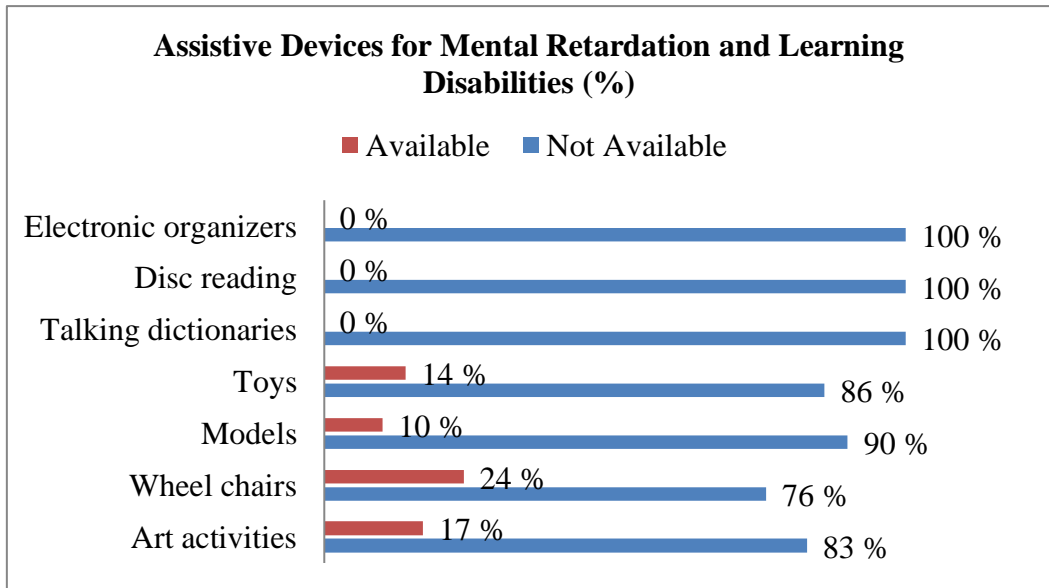 Assistive Devices for Mental Retardation and Learning
Disabilities (%)
Available Not Available
Electronic organizers 0 % 100 %
Disc reading 0 % 100 %
Talking dictionaries 0 % 100 %
Toys 14 % 86 %
Models 10 % 90 %
Wheel chairs 24 % 76 %
Art activities 17 % 83 %